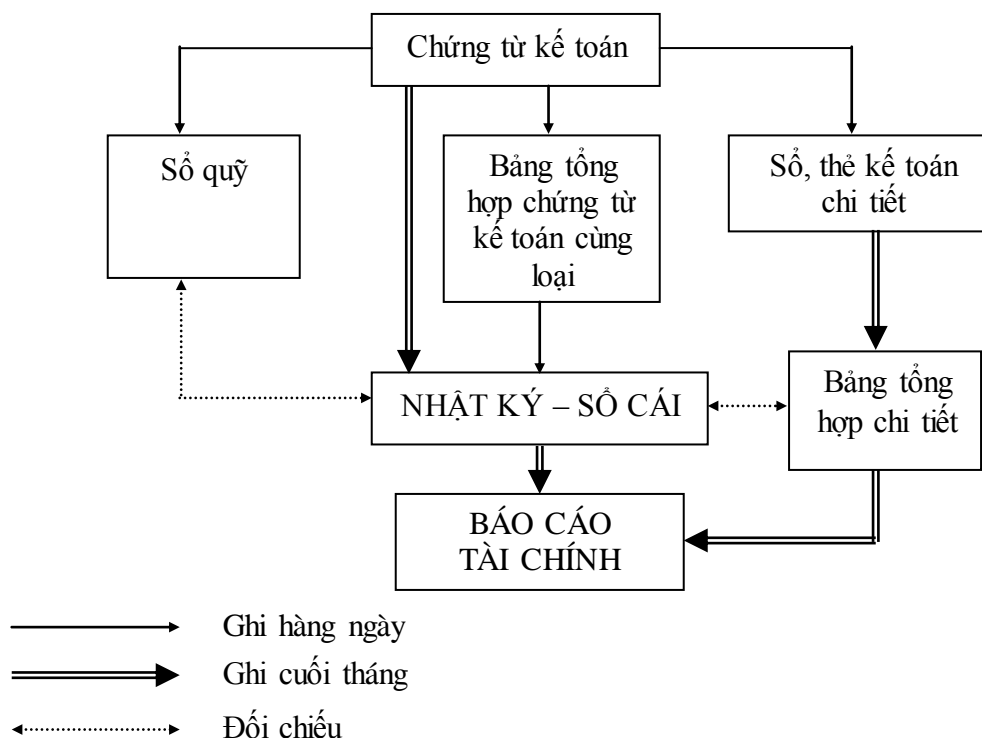 Chứng từ kế toán
Sổ quỹ
Bảng tổng
hợp chứng từ
kế toán cùng
loại
Sổ, thẻ kế toán
chi tiết
NHẬT KÝ – SỔ CÁI
Bảng tổng
hợp chi tiết
BÁO CÁO
TÀI CHÍNH
Ghi hàng ngày
Ghi cuối tháng
Đối chiếu